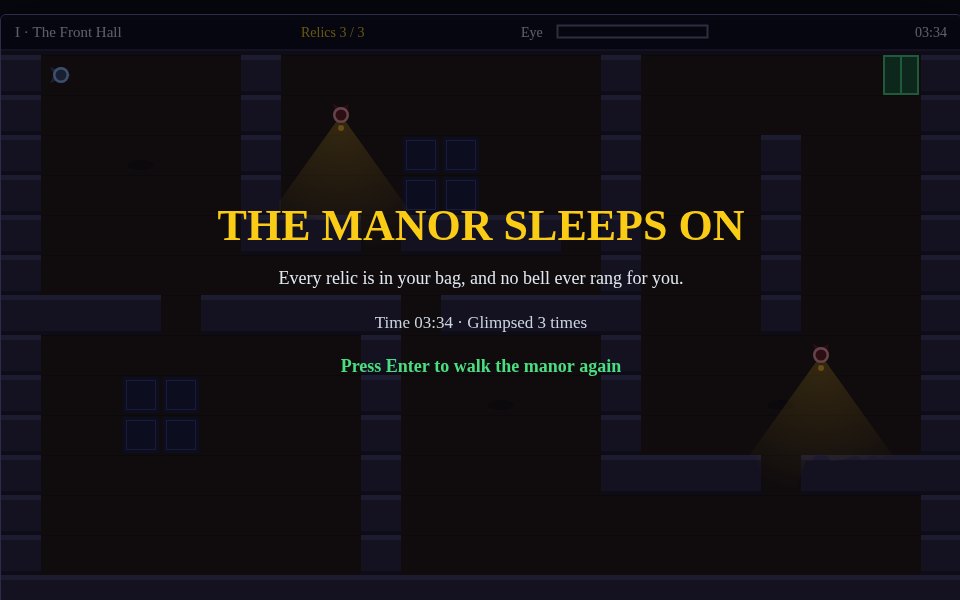 I · The Front Hall Relics 3 / 3 Eye 03:34
THE MANOR SLEEPS ON
Every relic is in your bag, and no bell ever rang for you.
Time 03:34 · Glimpsed 3 times
Press Enter to walk the manor again